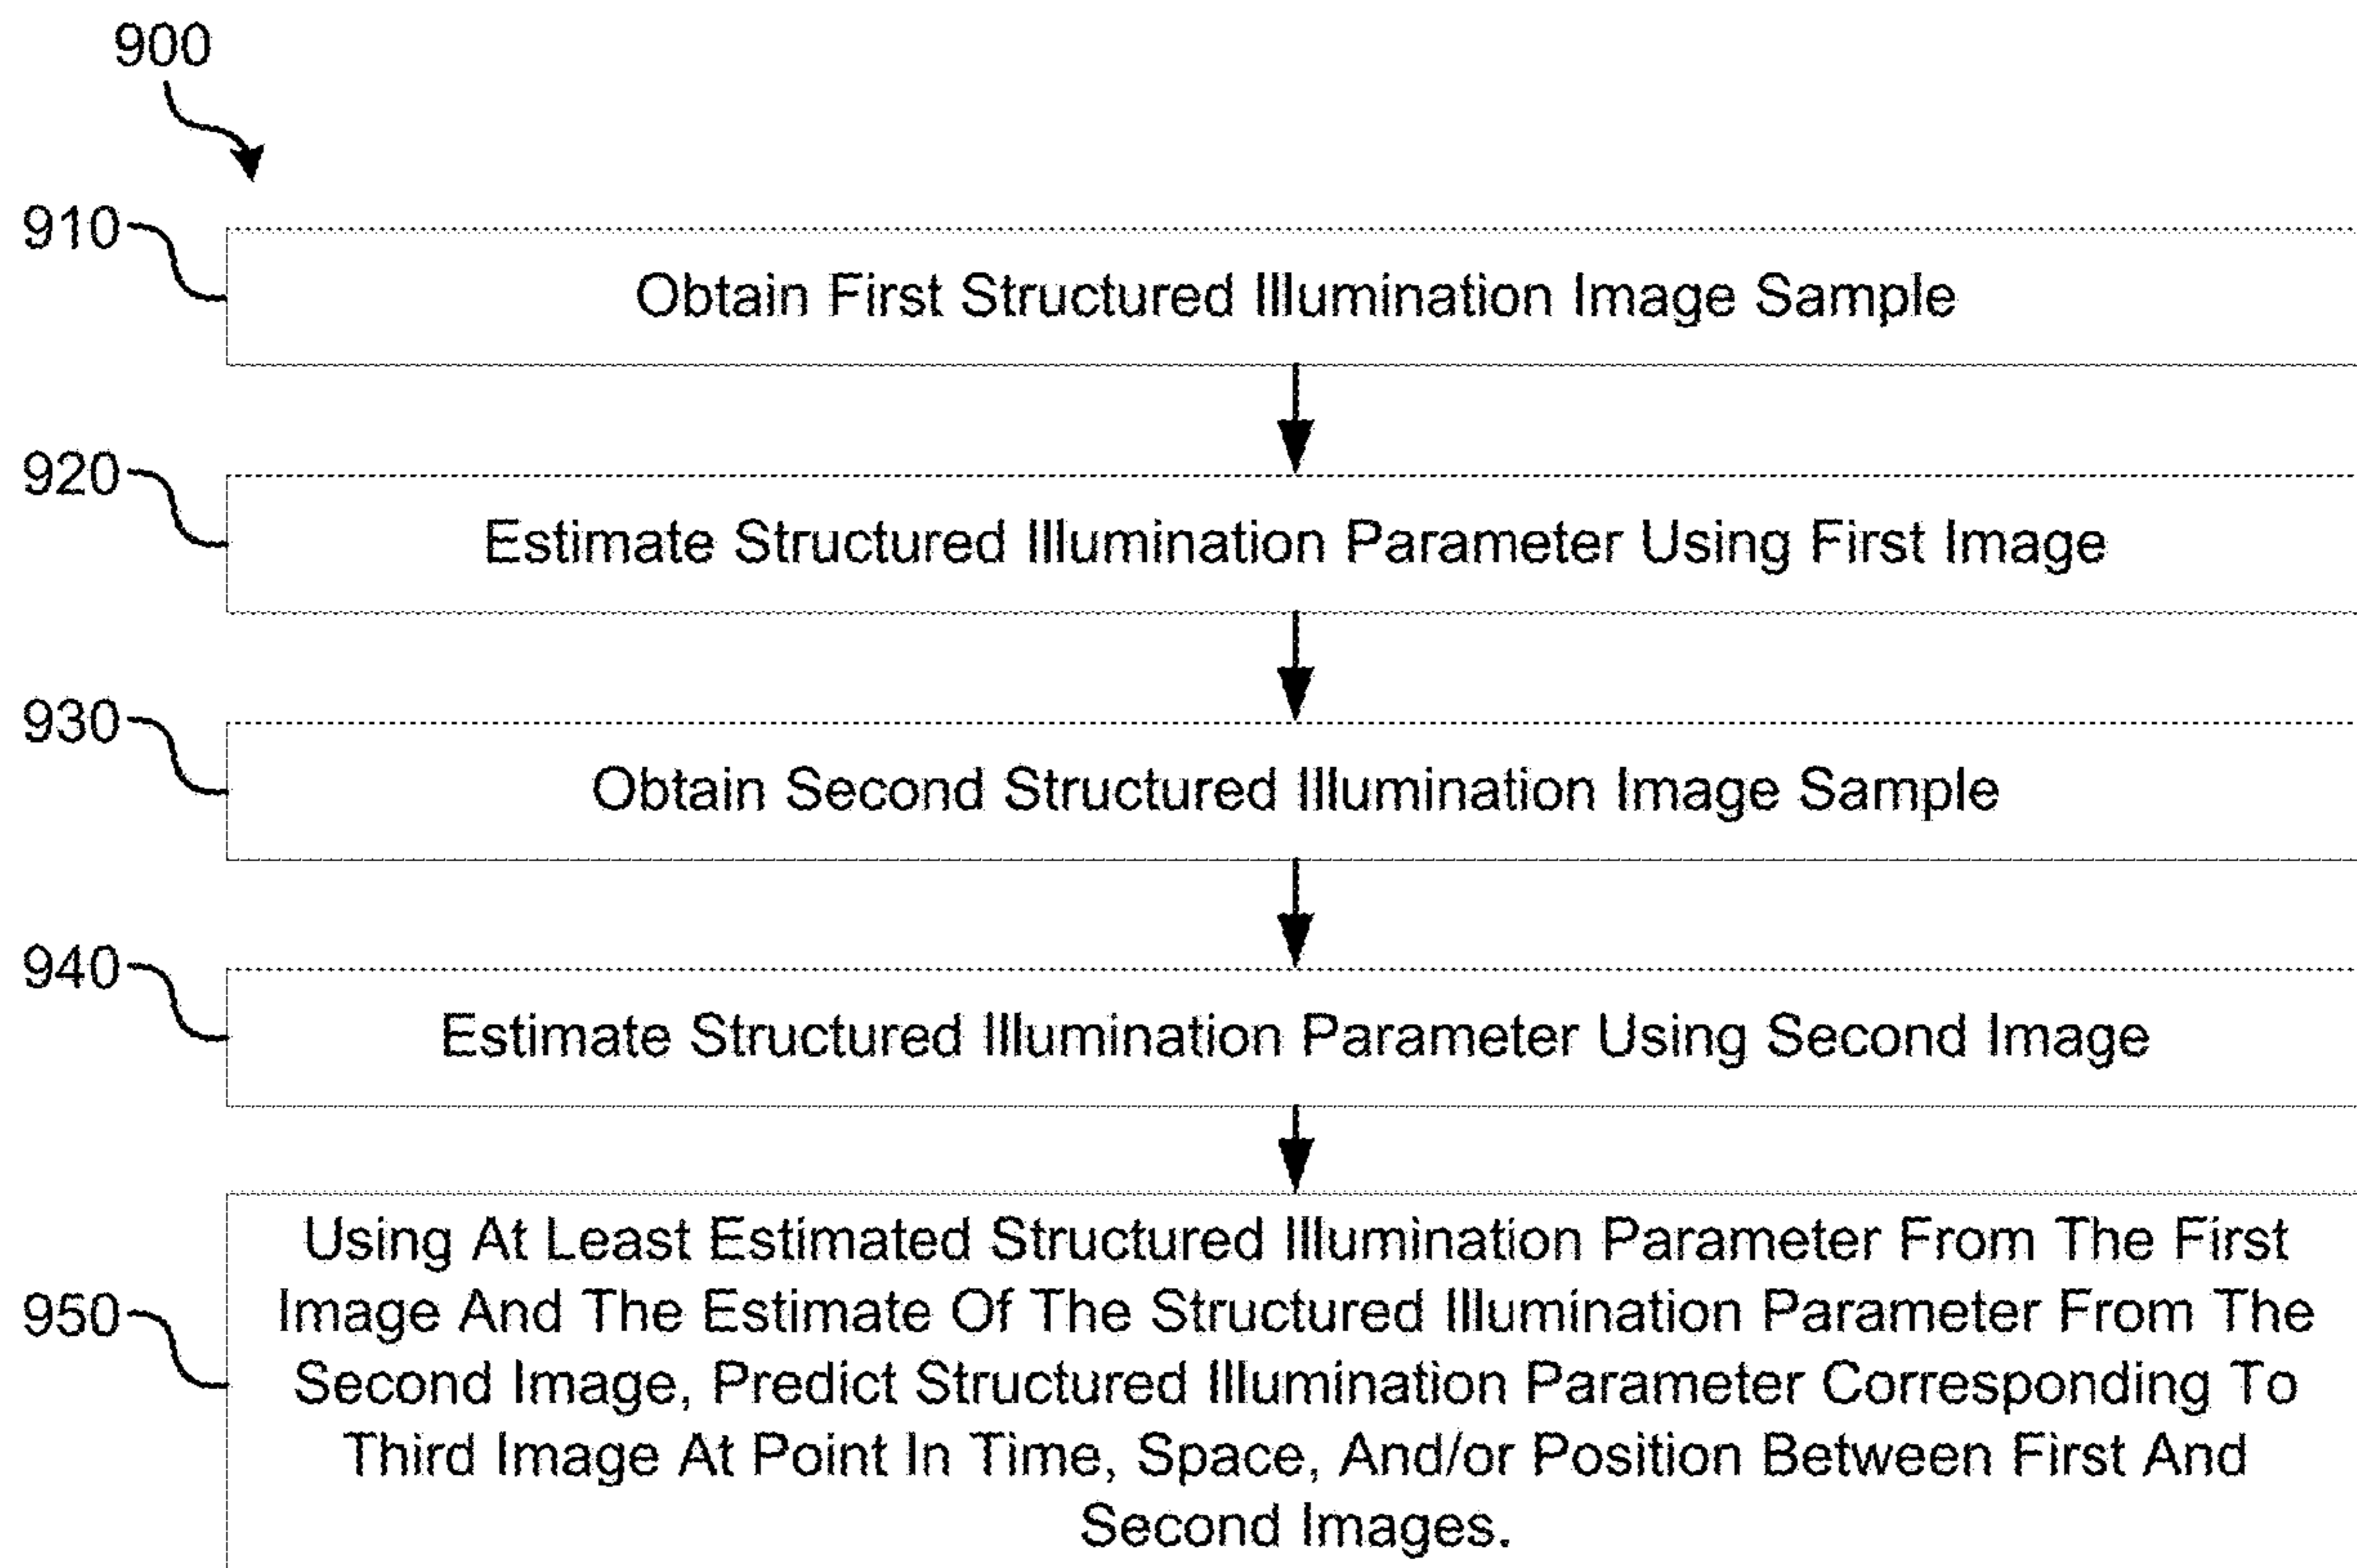 900
910
Obtain First Structured Illumination Image Sample
920
Estimate Structured Illumination Parameter Using First Image
930
Obtain Second Structured Illumination Image Sample
940
Estimate Structured Illumination Parameter Using Second Image
950
Using At Least Estimated Structured Illumination Parameter From The First
Image And The Estimate Of The Structured Illumination Parameter From The
Second Image, Predict Structured Illumination Parameter Corresponding To
Third Image At Point In Time, Space, And/or Position Between First And
Second Images.